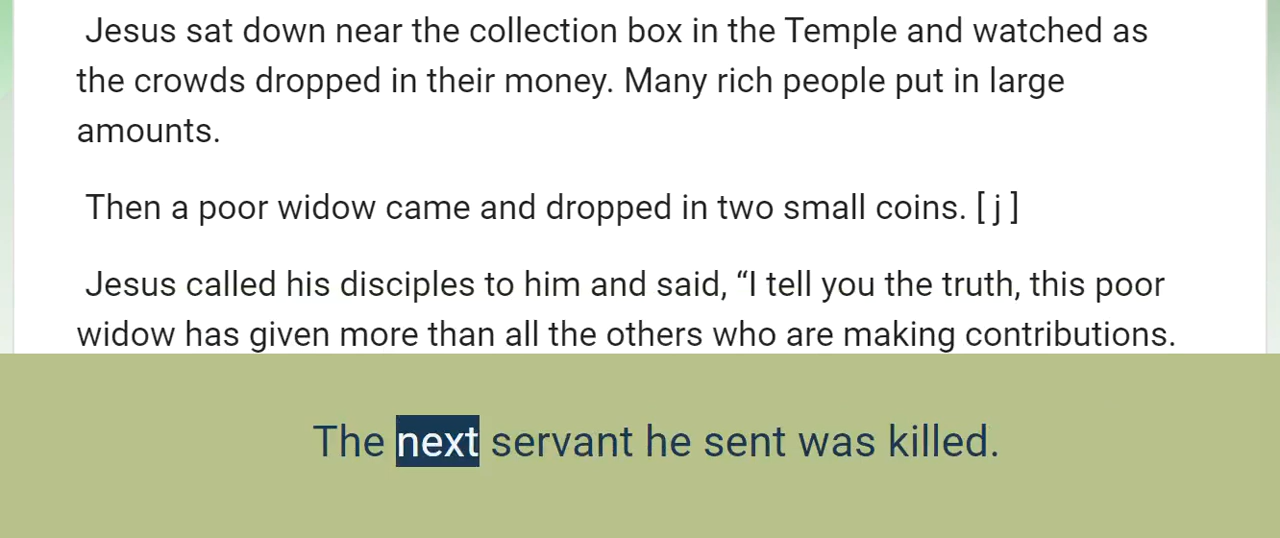 Jesus sat down near the collection box in the Temple and watched as
the crowds dropped in their money. Many rich people put in large
amounts.
Then a poor widow came and dropped in two small coins. [ j ]
Jesus called his disciples to him and said, “I tell you the truth, this poor
widow has given more than all the others who are making contributions.
The next servant he sent was killed.